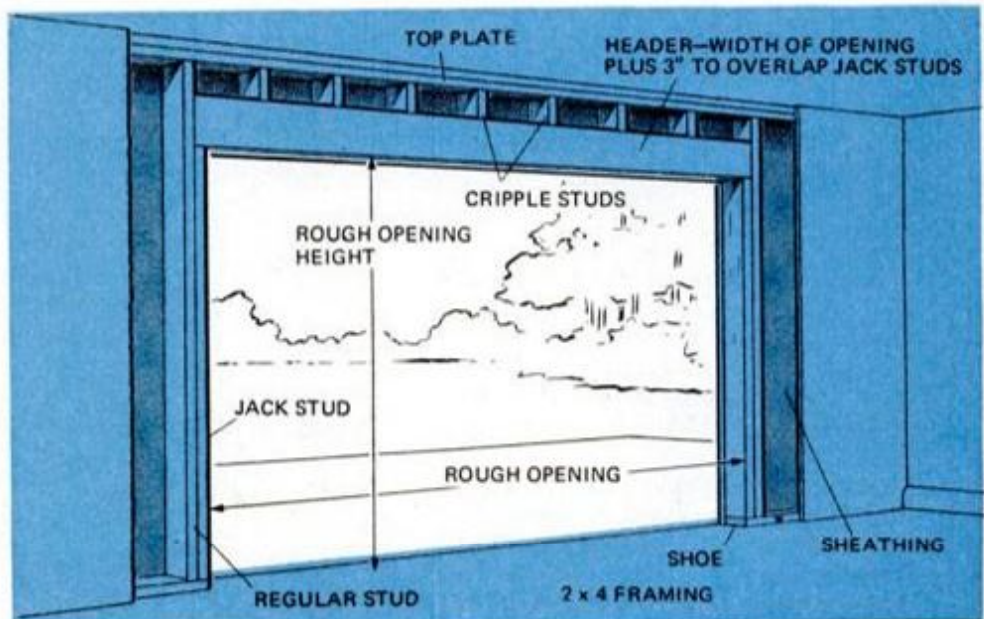 TOP PLATE
HEADER—WIDTH OF OPENING
PLUS 3" TO OVERLAP JACK STUDS
CRIPPLE STUDS
ROUGH OPENING
HEIGHT
JACK STUD
ROUGH OPENING
SHOE
SHEATHING
REGULAR STUD
2 x 4 FRAMING